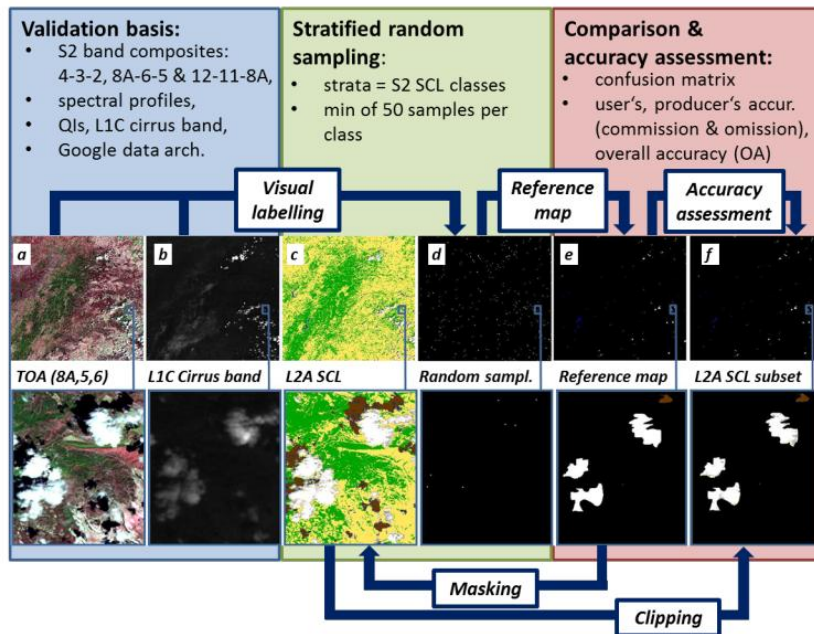 Validation basis:
• S2 band composites:
4-3-2, 8A-6-5 & 12-11-8A,
• spectral profiles,
• QIs, L1C cirrus band,
• Google data arch.
Stratified random
sampling:
• strata = S2 SCL classes
• min of 50 samples per
class
Comparison &
accuracy assessment:
• confusion matrix
• user's, producer's accur.
(commission & omission),
overall accuracy (OA)
Visual
labelling
Reference
map
Accuracy
assessment
a
b
c
d
e
f
TOA (8A,5,6)
L1C Cirrus band
L2A SCL
Random sampl.
Reference map
L2A SCL subset
Masking
Clipping